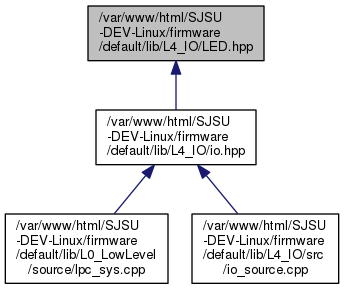 /var/www/html/SJSU
-DEV-Linux/firmware
/default/lib/L4_IO/LED.hpp
/var/www/html/SJSU
-DEV-Linux/firmware
/default/lib/L4_IO/io.hpp
/var/www/html/SJSU
-DEV-Linux/firmware
/default/lib/L0_LowLevel
/source/lpc_sys.cpp
/var/www/html/SJSU
-DEV-Linux/firmware
/default/lib/L4_IO/src
/io_source.cpp